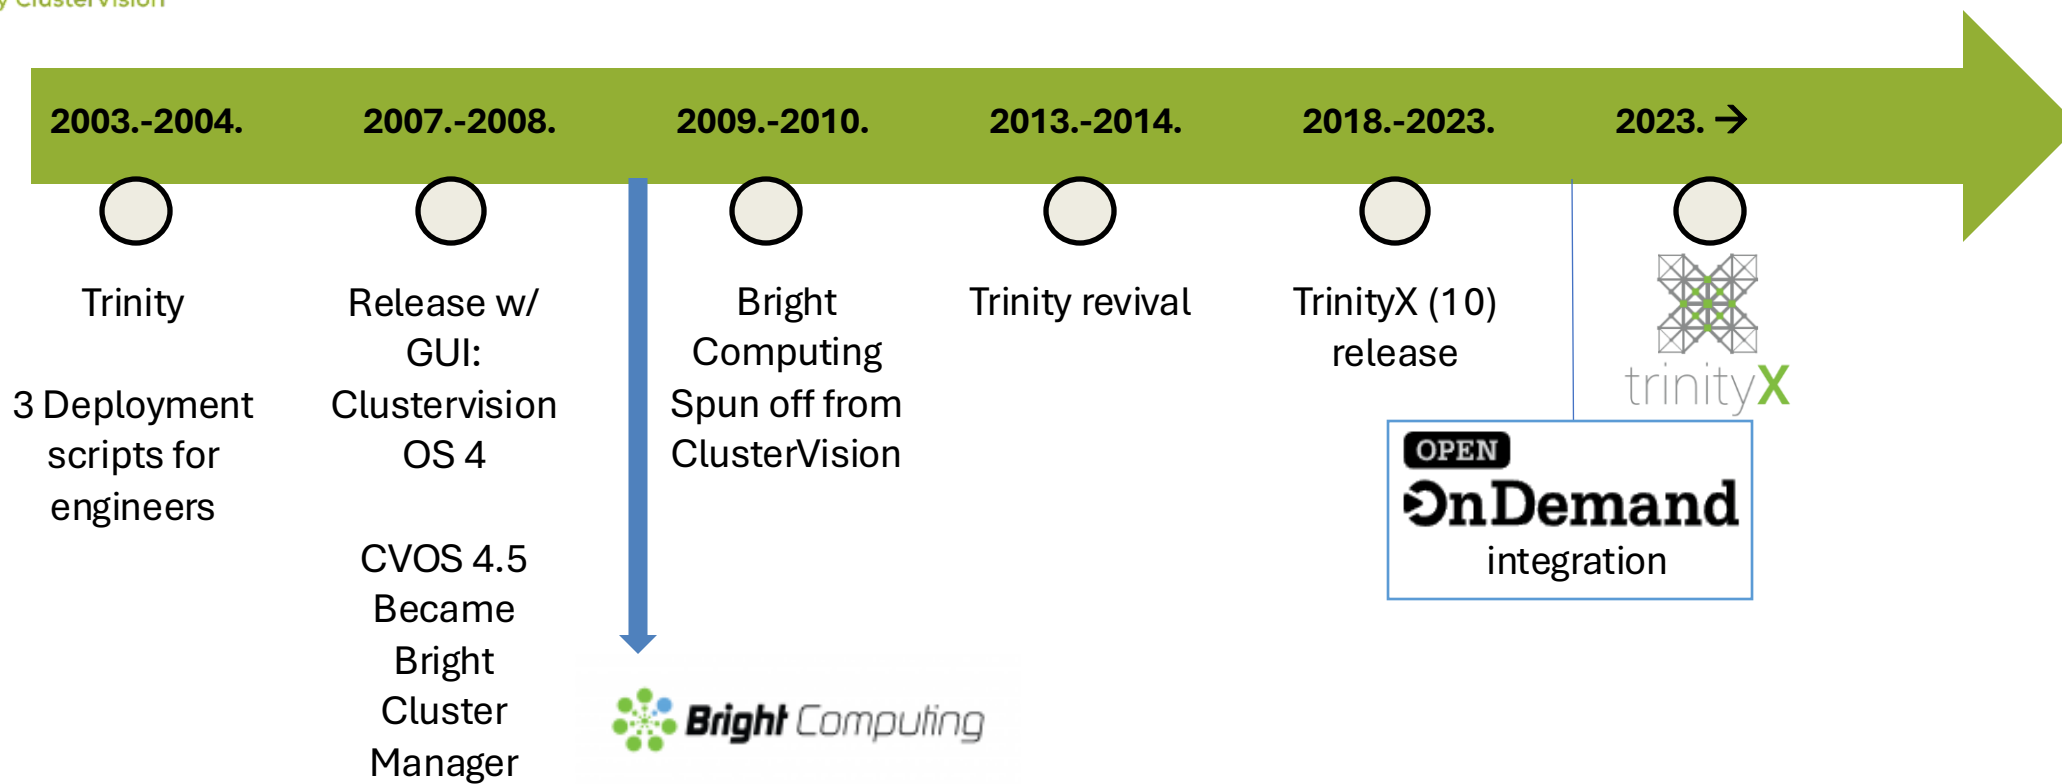 by ClusterVision
2003.-2004.
2007.-2008.
2009.-2010.
2013.-2014.
2018.-2023.
2023. →
Trinity
3 Deployment
scripts for
engineers
Release w/
GUI:
Clustervision
OS 4
CVOS 4.5
Became
Bright
Cluster
Manager
Bright
Computing
Spun off from
ClusterVision
Bright Computing
Trinity revival
TrinityX (10)
release
OPEN
OnDemand
integration
trinityX